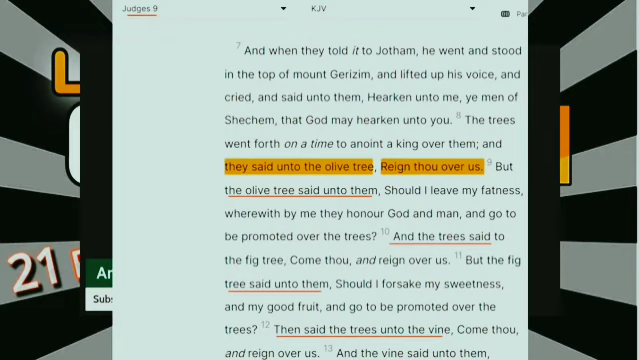 Judges 9
KJV
7 And when they told it to Jotham, he went and stood
in the top of mount Gerizim, and lifted up his voice, and
cried, and said unto them, Hearken unto me, ye men of
Shechem, that God may hearken unto you. 8 The trees
went forth on a time to anoint a king over them; and
they said unto the olive tree, Reign thou over us. 9 But
the olive tree said unto them, Should I leave my fatness,
wherewith by me they honour God and man, and go to
be promoted over the trees? 10 And the trees said to
the fig tree, Come thou, and reign over us. 11 But the fig
tree said unto them, Should I forsake my sweetness,
and my good fruit, and go to be promoted over the
trees? 12 Then said the trees unto the vine, Come thou,
and reign over us. 13 And the vine said unto them,
21